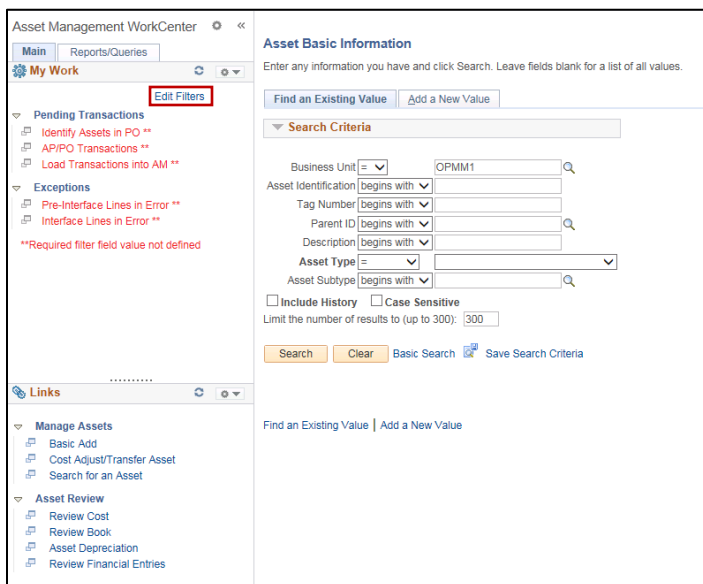 Asset Management WorkCenter
Main
Reports/Queries
My Work
Edit Filters
Pending Transactions
Identify Assets in PO **
AP/PO Transactions **
Load Transactions into AM **
Exceptions
Pre-Interface Lines in Error **
Interface Lines in Error **
**Required filter field value not defined
Links
Manage Assets
Basic Add
Cost Adjust/Transfer Asset
Search for an Asset
Asset Review
Review Cost
Review Book
Asset Depreciation
Review Financial Entries
Asset Basic Information
Enter any information you have and click Search. Leave fields blank for a list of all values.
Find an Existing Value
Add a New Value
Search Criteria
Business Unit = OPMM1
Asset Identification begins with
Tag Number begins with
Parent ID begins with
Description begins with
Asset Type =
Asset Subtype begins with
Include History Case Sensitive
Limit the number of results to (up to 300): 300
Search Clear Basic Search Save Search Criteria
Find an Existing Value | Add a New Value